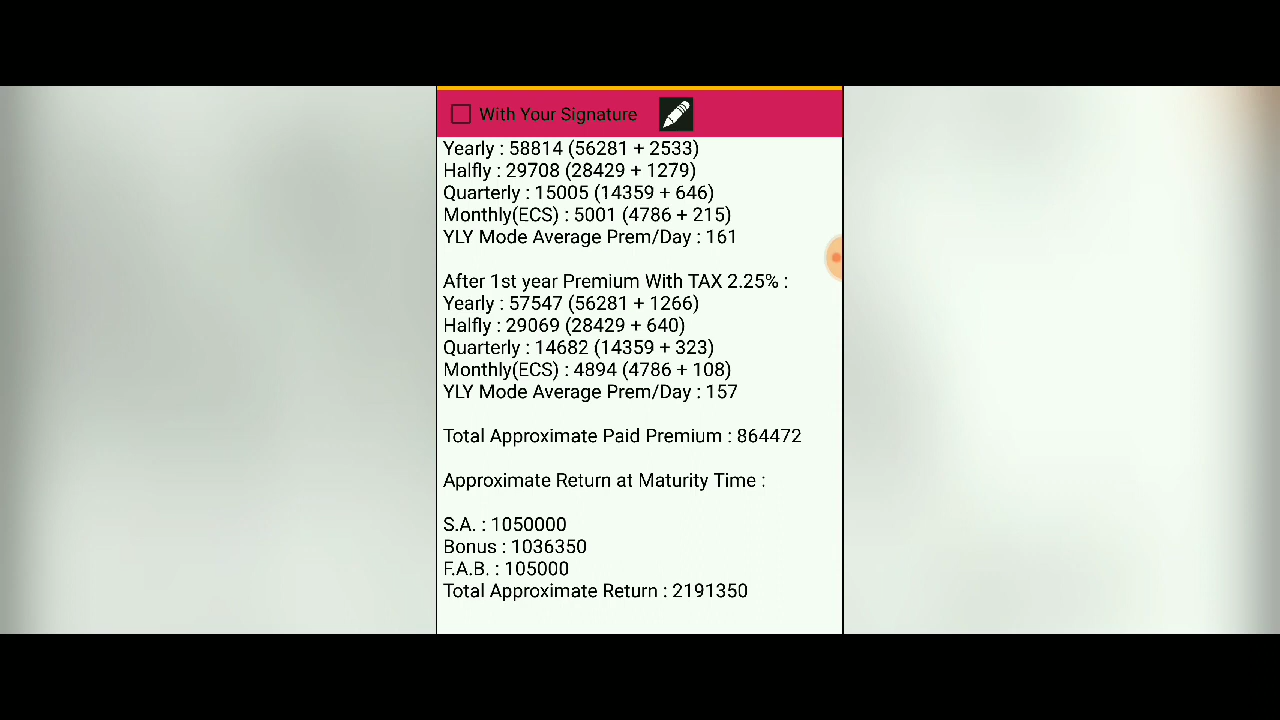 With Your Signature
Yearly : 58814 (56281 + 2533)
Halfly : 29708 (28429 + 1279)
Quarterly : 15005 (14359 + 646)
Monthly(ECS) : 5001 (4786 + 215)
YLY Mode Average Prem/Day : 161
After 1st year Premium With TAX 2.25% :
Yearly : 57547 (56281 + 1266)
Halfly : 29069 (28429 + 640)
Quarterly : 14682 (14359 + 323)
Monthly(ECS) : 4894 (4786 + 108)
YLY Mode Average Prem/Day : 157
Total Approximate Paid Premium : 864472
Approximate Return at Maturity Time :
S.A. : 1050000
Bonus : 1036350
F.A.B. : 105000
Total Approximate Return : 2191350